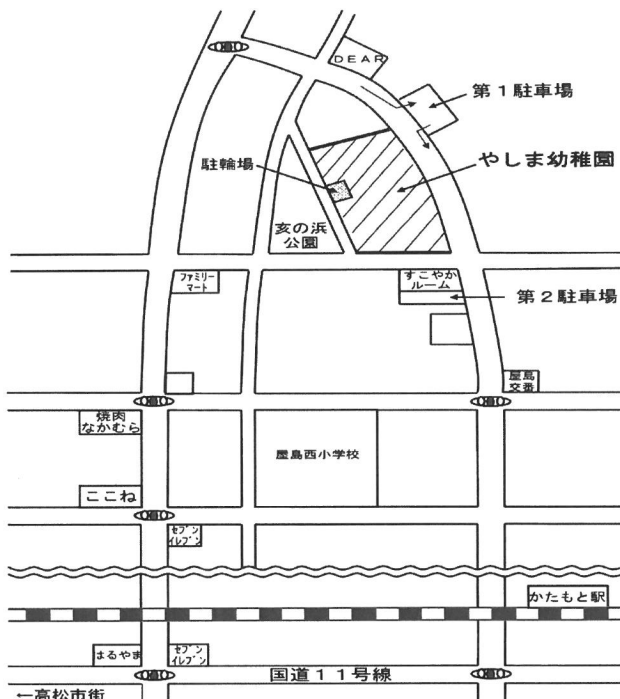 DEAR
第１駐車場
やしま幼稚園
駐輪場
亥の浜
公園
ファミリー
マート
すこやか
ルーム
第２駐車場
屋島
交番
焼肉
なかむら
屋島西小学校
ここね
セブン
イレブン
かたもと駅
はるやま
セブン
イレブン
国道１１号線
←高松市街